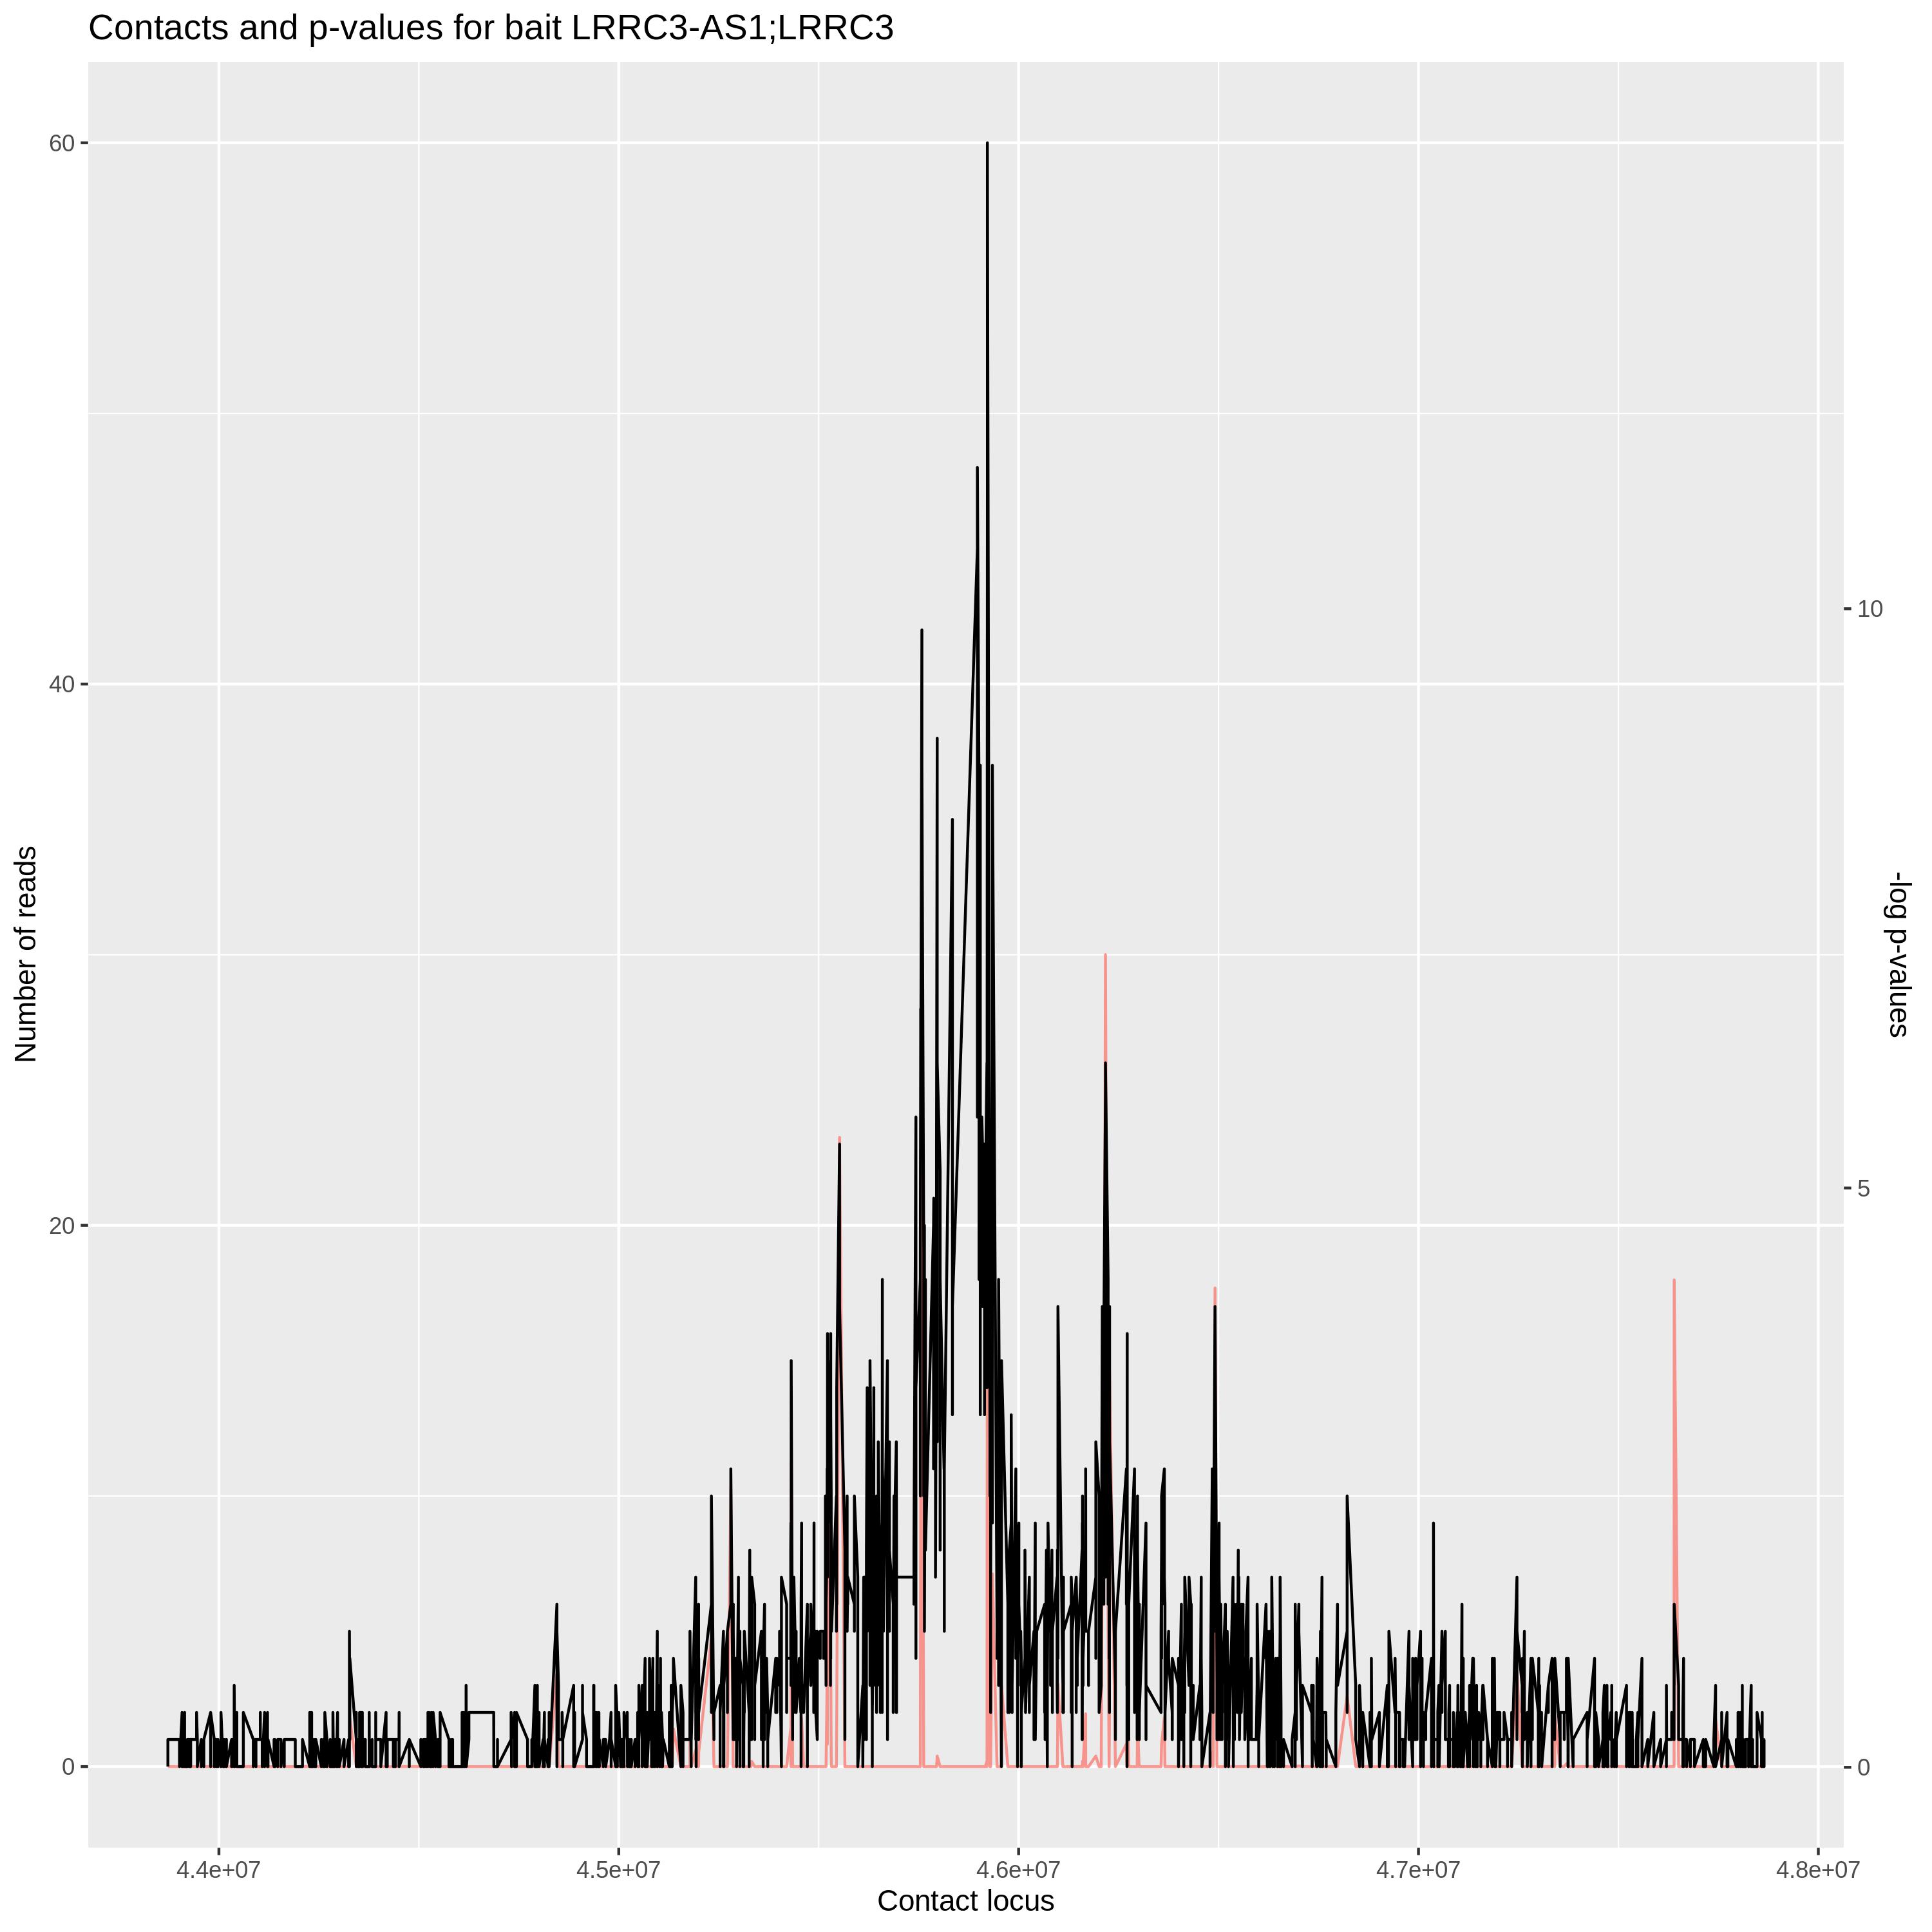 Contacts and p-values for bait LRRC3-AS1;LRRC3
60
40
20
0
Number of reads
10
5
0
-log p-values
4.4e+07
4.5e+07
4.6e+07
4.7e+07
4.8e+07
Contact locus